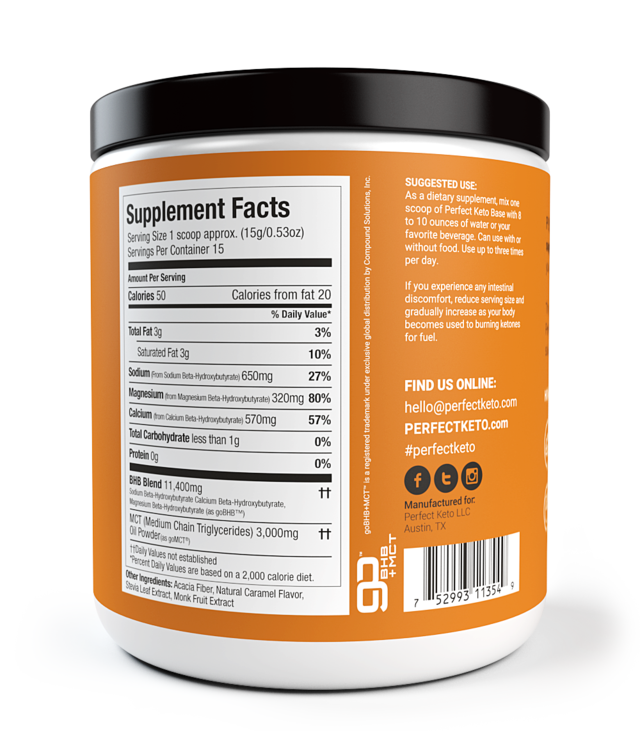 Supplement Facts
Serving Size 1 scoop approx. (15g/0.53oz)
Servings Per Container 15
Amount Per Serving
Calories 50 Calories from fat 20
% Daily Value*
Total Fat 3g 3%
Saturated Fat 3g 10%
Sodium (From Sodium Beta-Hydroxybutyrate) 650mg 27%
Magnesium (from Magnesium Beta-Hydroxybutyrate) 320mg 80%
Calcium (from Calcium Beta-Hydroxybutyrate) 570mg 57%
Total Carbohydrate less than 1g 0%
Protein 0g 0%
BHB Blend 11,400mg ††
Sodium Beta-Hydroxybutyrate Calcium Beta-Hydroxybutyrate,
Magnesium Beta-Hydroxybutyrate (as goBHB™)
MCT (Medium Chain Triglycerides) 3,000mg ††
Oil Powder (as goMCT®)
††Daily Values not established
*Percent Daily Values are based on a 2,000 calorie diet.
Other Ingredients: Acacia Fiber, Natural Caramel Flavor,
Stevia Leaf Extract, Monk Fruit Extract
goBHB+MCT™ is a registered trademark under exclusive global distribution by Compound Solutions, Inc.
go™
BHB
+MCT
SUGGESTED USE:
As a dietary supplement, mix one
scoop of Perfect Keto Base with 8
to 10 ounces of water or your
favorite beverage. Can use with or
without food. Use up to three times
per day.
If you experience any intestinal
discomfort, reduce serving size and
gradually increase as your body
becomes used to burning ketones
for fuel.
FIND US ONLINE:
hello@perfectketo.com
PERFECTKETO.com
#perfectketo
Manufactured for:
Perfect Keto LLC
Austin, TX
7 52993 11354 9